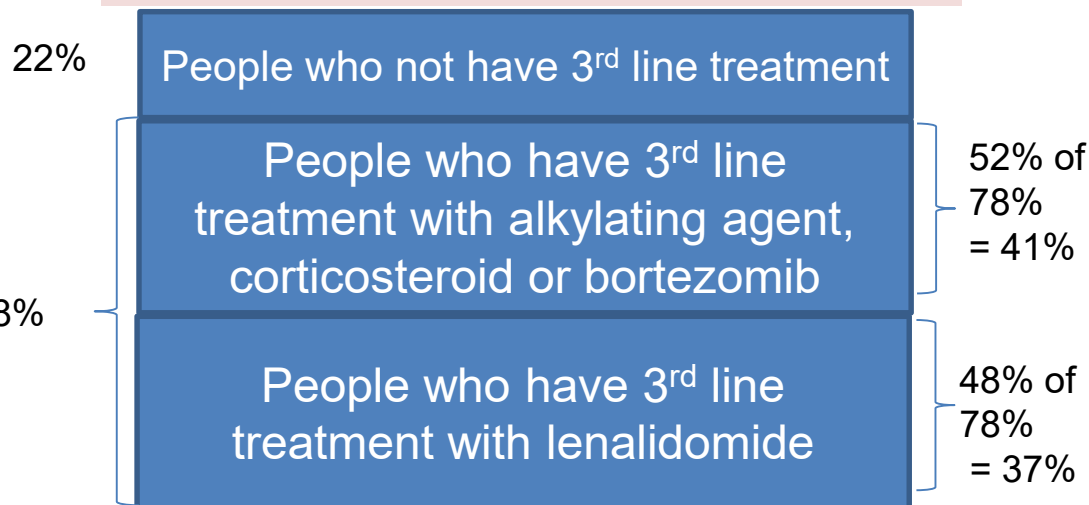 22%
People who not have 3rd line treatment
People who have 3rd line
treatment with alkylating agent,
corticosteroid or bortezomib
52% of
78%
= 41%
8%
People who have 3rd line
treatment with lenalidomide
48% of
78%
= 37%